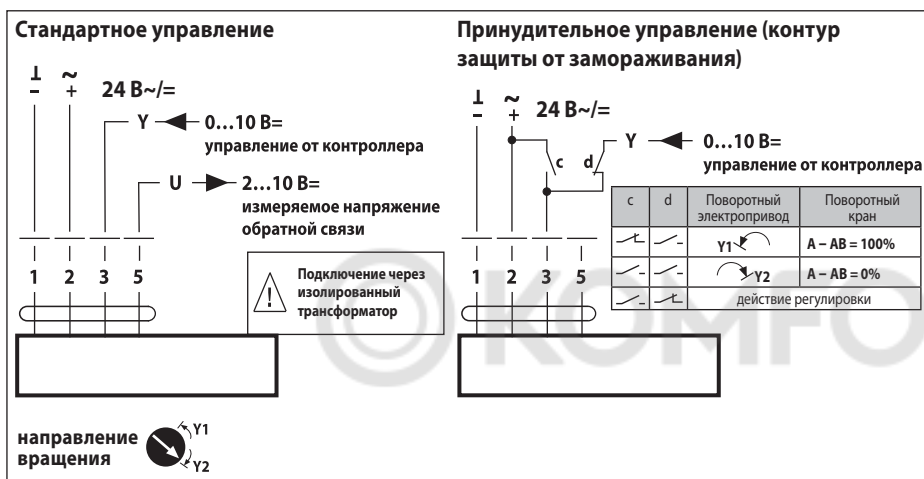 Стандартное управление
⊥ ~
- + 24 В~/=
Y 0...10 В=
управление от контроллера
U 2...10 В=
измеряемое напряжение
обратной связи
1 2 3 5
Подключение через
изолированный
трансформатор
!
направление
вращения
Y1
Y2
Принудительное управление (контур
защиты от замораживания)
⊥ ~
- + 24 В~/=
c d Y 0...10 В=
управление от контроллера
1 2 3 5
c d Поворотный
электропривод Поворотный
кран
Y1 A – AB = 100%
Y2 A – AB = 0%
действие регулировки
KOMFO